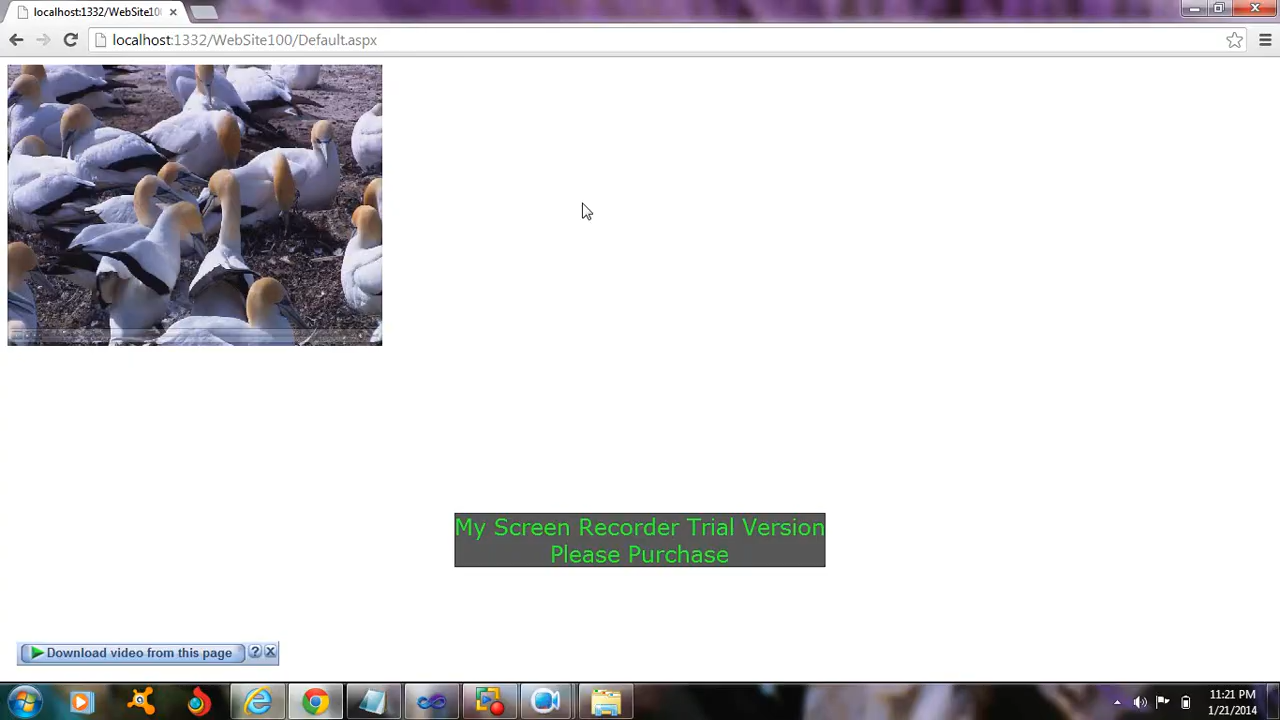 localhost:1332/WebSite100
localhost:1332/WebSite100/Default.aspx
My Screen Recorder Trial Version
Please Purchase
Download video from this page
11:21 PM
1/21/2014